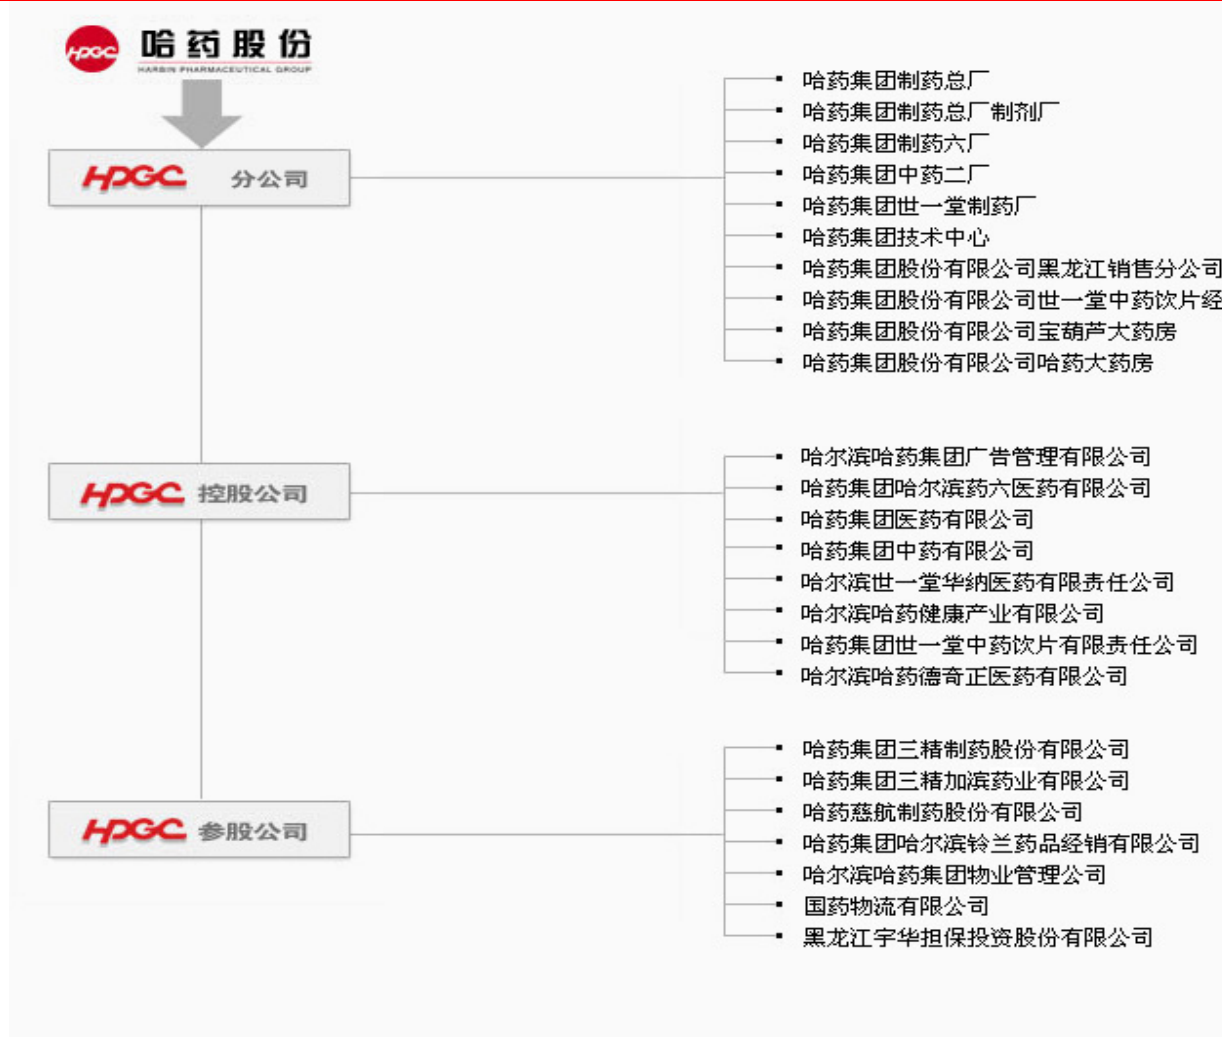 HPGC 哈药股份
HARBIN PHARMACEUTICAL GROUP
HPGC 分公司
哈药集团制药总厂
哈药集团制药总厂制剂厂
哈药集团制药六厂
哈药集团中药二厂
哈药集团世一堂制药厂
哈药集团技术中心
哈药集团股份有限公司黑龙江销售分公司
哈药集团股份有限公司世一堂中药饮片经
哈药集团股份有限公司宝葫芦大药房
哈药集团股份有限公司哈药大药房
HPGC 控股公司
哈尔滨哈药集团广告管理有限公司
哈药集团哈尔滨药六医药有限公司
哈药集团医药有限公司
哈药集团中药有限公司
哈尔滨世一堂华纳医药有限责任公司
哈尔滨哈药健康产业有限公司
哈药集团世一堂中药饮片有限责任公司
哈尔滨哈药德奇正医药有限公司
HPGC 参股公司
哈药集团三精制药股份有限公司
哈药集团三精加滨药业有限公司
哈药慈航制药股份有限公司
哈药集团哈尔滨铃兰药品经销有限公司
哈尔滨哈药集团物业管理公司
国药物流有限公司
黑龙江宇华担保投资股份有限公司